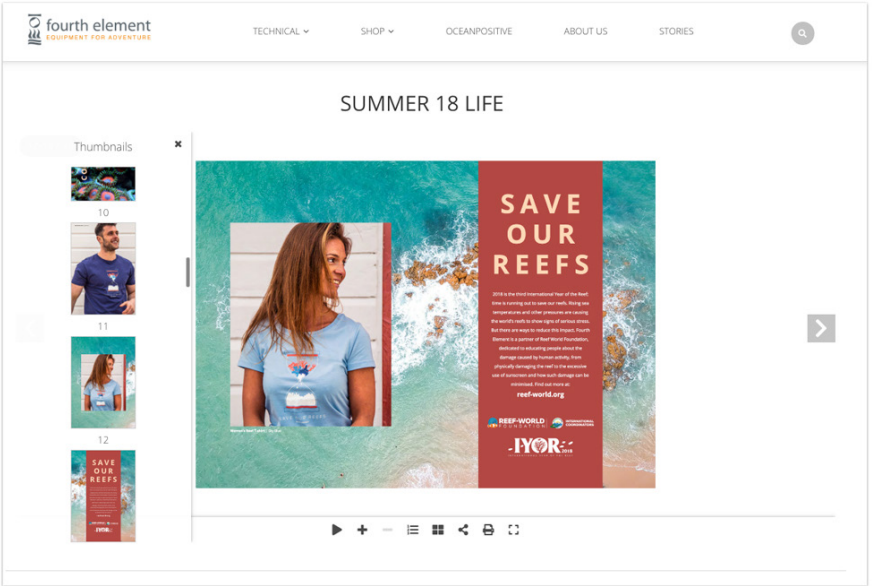 fourth element
EQUIPMENT FOR ADVENTURE
TECHNICAL
SHOP
OCEANPOSITIVE
ABOUT US
STORIES
SUMMER 18 LIFE
Thumbnails
10
11
12
SAVE
OUR
REEFS
SAVE
OUR
REEFS
2018 is the third International Year of the Reef;
time is running out to save our reefs. Rising sea
temperatures and other pressures are causing
the world's reefs to show signs of serious stress.
But there are ways to reduce this impact. Fourth
Element is a partner of Reef World Foundation,
dedicated to educating people about the
damage caused by human activity, from
physically damaging the reef to the excessive
use of sunscreen and how such damage can be
minimised. Find out more at:
reef-world.org
REEF-WORLD
FOUNDATION
INTERNATIONAL
COORDINATORS
IYOR 2018